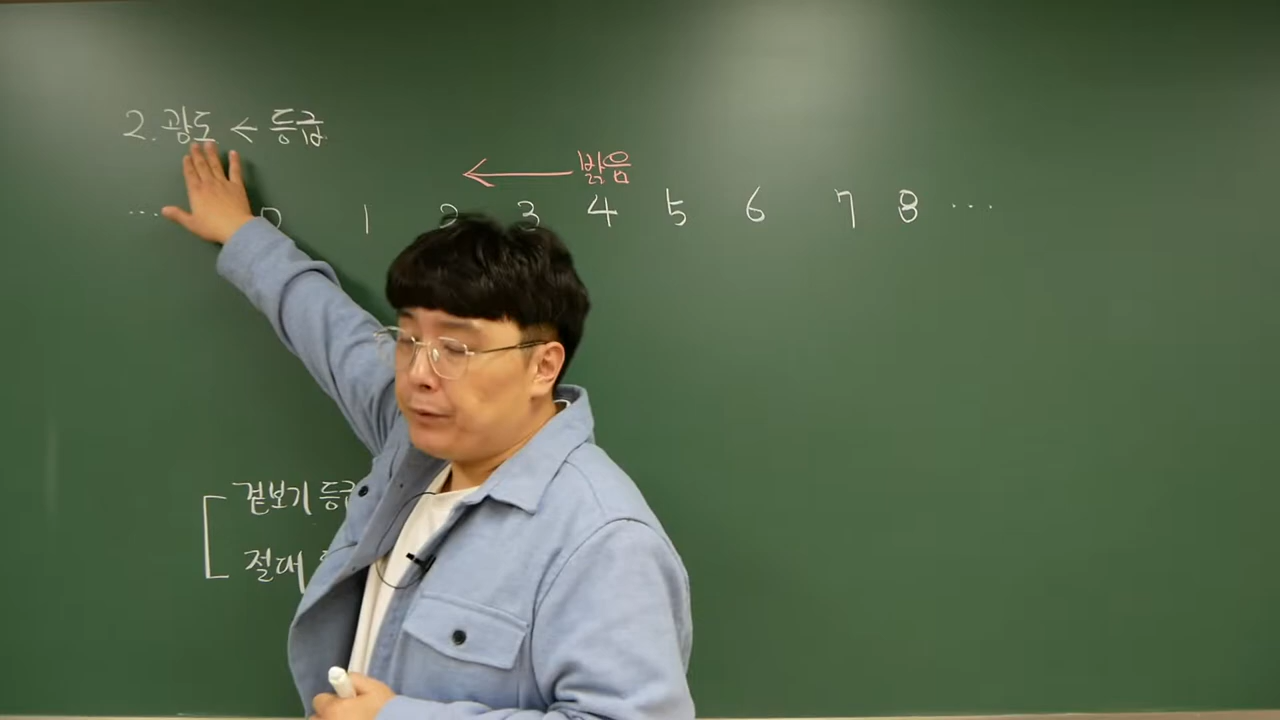 2. 광도 ← 등급
← 밝음
... 0 1 2 3 4 5 6 7 8 ...
겉보기 등급
절대